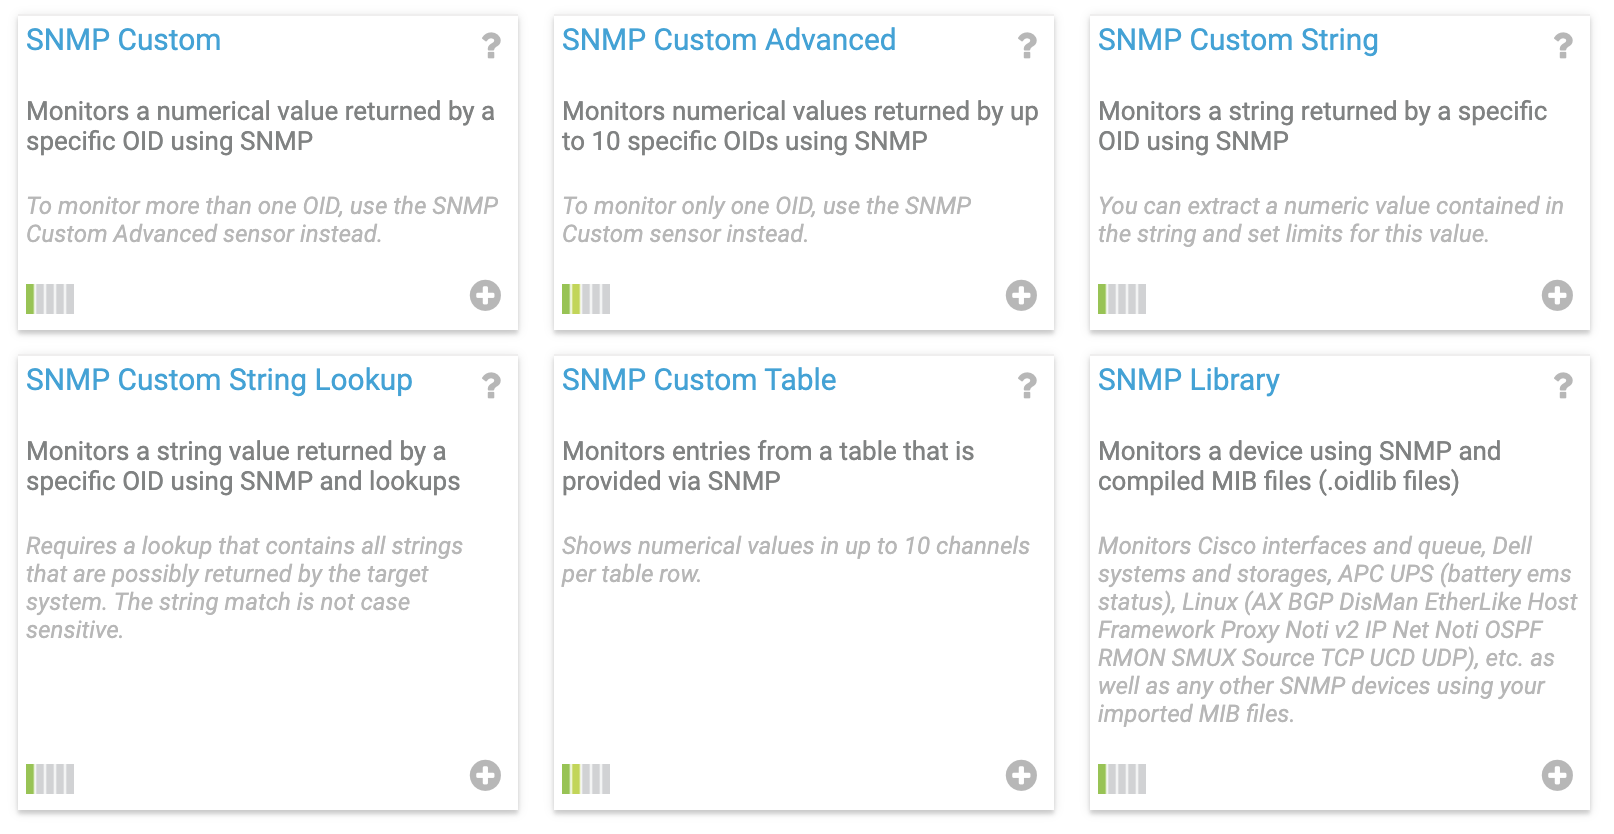 SNMP Custom
?
Monitors a numerical value returned by a
specific OID using SNMP
To monitor more than one OID, use the SNMP
Custom Advanced sensor instead.
SNMP Custom Advanced
?
Monitors numerical values returned by up
to 10 specific OIDs using SNMP
To monitor only one OID, use the SNMP
Custom sensor instead.
SNMP Custom String
?
Monitors a string returned by a specific
OID using SNMP
You can extract a numeric value contained in
the string and set limits for this value.
SNMP Custom String Lookup
?
Monitors a string value returned by a
specific OID using SNMP and lookups
Requires a lookup that contains all strings
that are possibly returned by the target
system. The string match is not case
sensitive.
SNMP Custom Table
?
Monitors entries from a table that is
provided via SNMP
Shows numerical values in up to 10 channels
per table row.
SNMP Library
?
Monitors a device using SNMP and
compiled MIB files (.oidlib files)
Monitors Cisco interfaces and queue, Dell
systems and storages, APC UPS (battery ems
status), Linux (AX BGP DisMan EtherLike Host
Framework Proxy Noti v2 IP Net Noti OSPF
RMON SMUX Source TCP UCD UDP), etc. as
well as any other SNMP devices using your
imported MIB files.